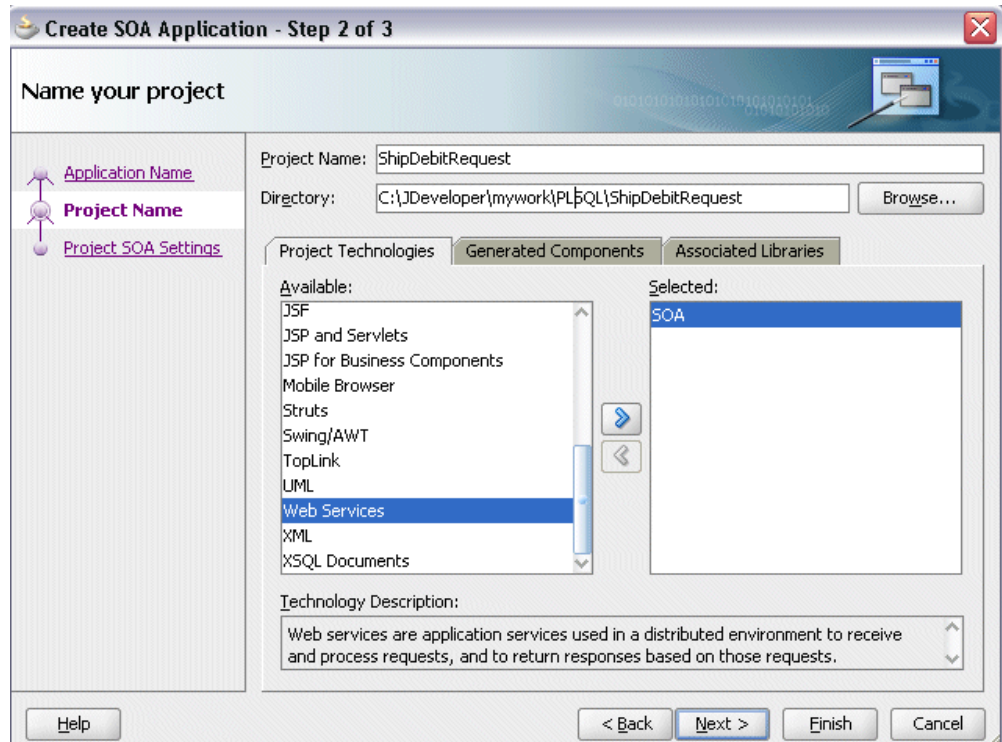 Create SOA Application - Step 2 of 3
Name your project
Application Name
Project Name
Project SOA Settings
Project Name: ShipDebitRequest
Directory: C:\JDeveloper\mywork\PLSQL\ShipDebitRequest Browse...
Project Technologies Generated Components Associated Libraries
Available:
JSF
JSP and Servlets
JSP for Business Components
Mobile Browser
Struts
Swing/AWT
TopLink
UML
Web Services
XML
XSQL Documents
Selected:
SOA
Technology Description:
Web services are application services used in a distributed environment to receive
and process requests, and to return responses based on those requests.
Help < Back Next > Finish Cancel